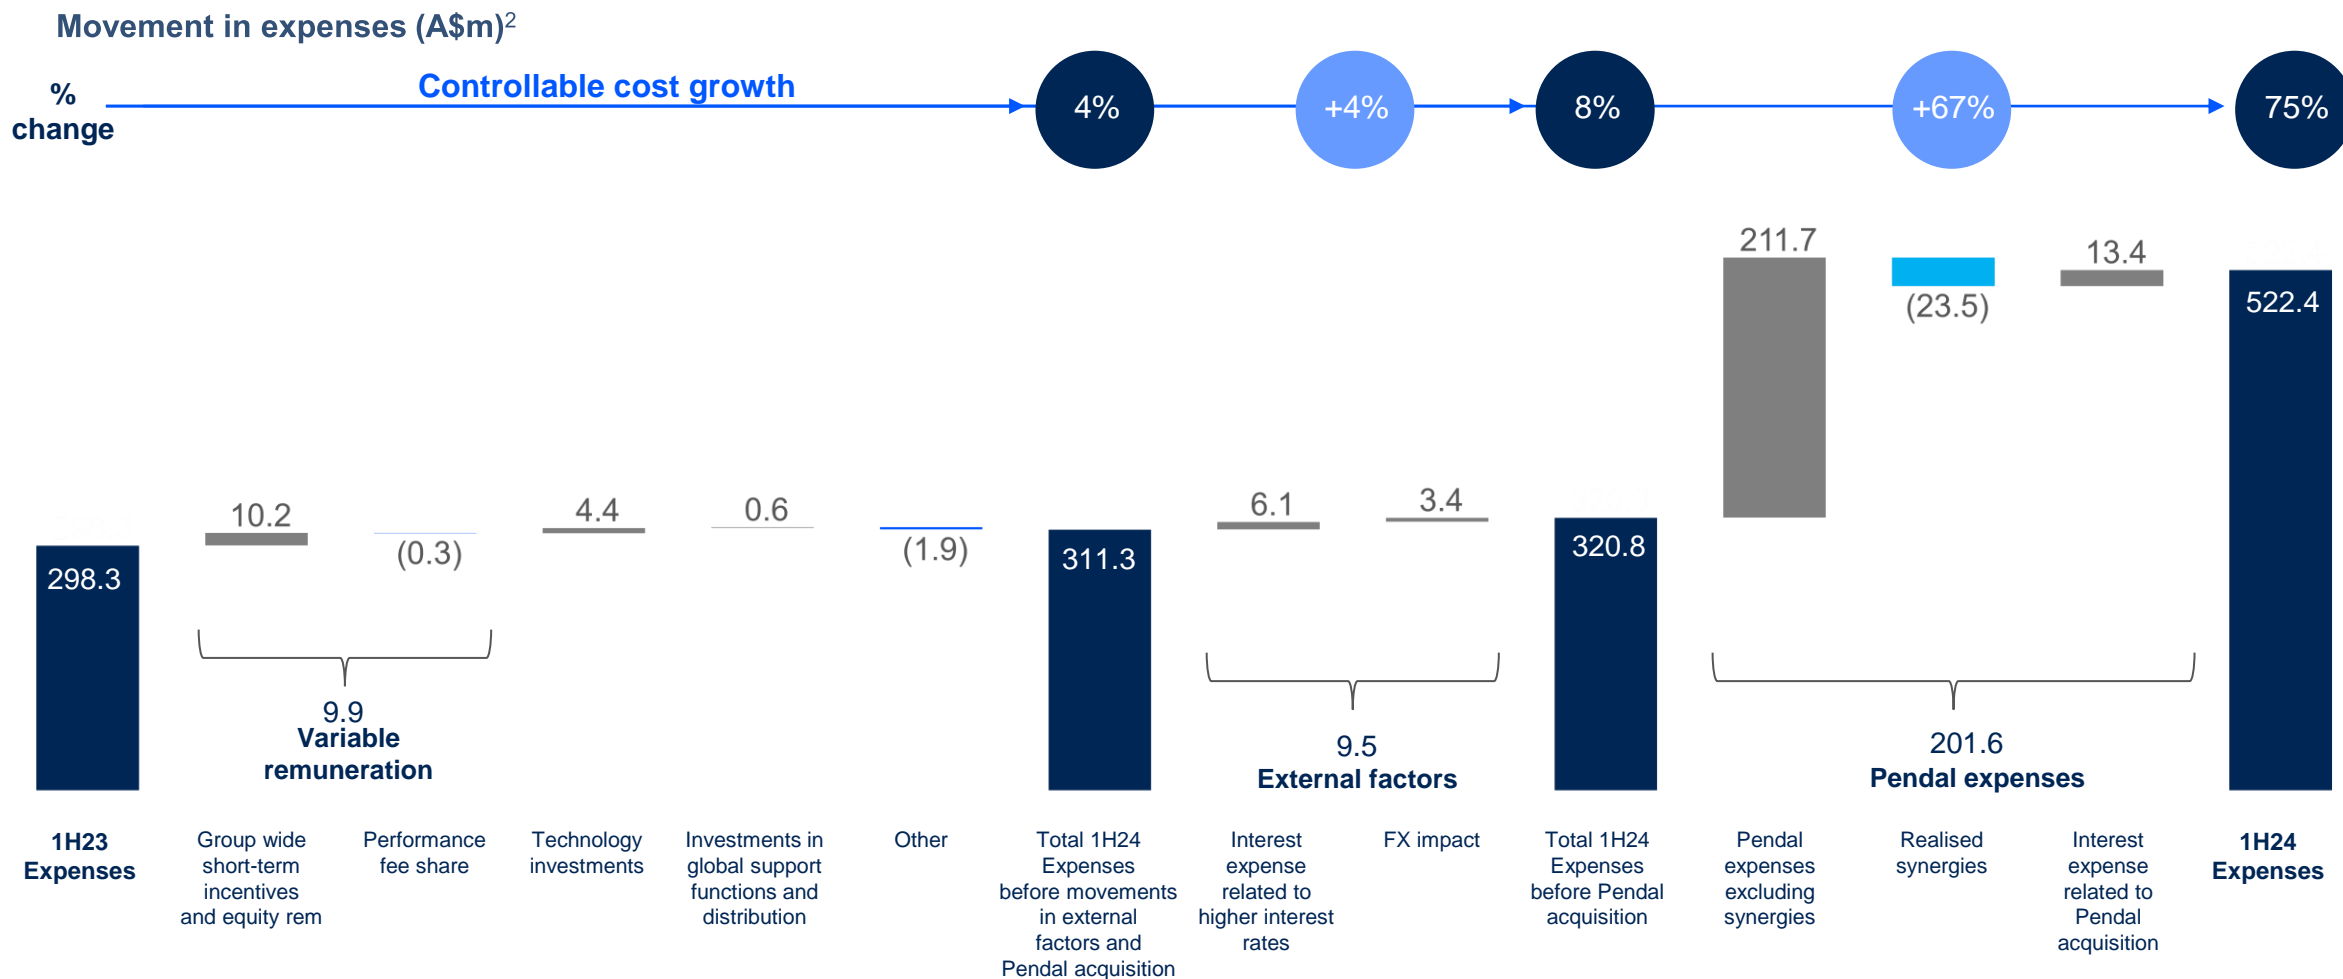 Movement in expenses (A$m)2
%
change
Controllable cost growth
4%
+4%
8%
+67%
75%
298.3
10.2
(0.3)
4.4
0.6
(1.9)
311.3
6.1
3.4
320.8
211.7
(23.5)
13.4
522.4
9.9
Variable
remuneration
9.5
External factors
201.6
Pendal expenses
1H23
Expenses
Group wide
short-term
incentives
and equity rem
Performance
fee share
Technology
investments
Investments in
global support
functions and
distribution
Other
Total 1H24
Expenses
before movements
in external
factors and
Pendal acquisition
Interest
expense
related to
higher interest
rates
FX impact
Total 1H24
Expenses
before Pendal
acquisition
Pendal
expenses
excluding
synergies
Realised
synergies
Interest
expense
related to
Pendal
acquisition
1H24
Expenses